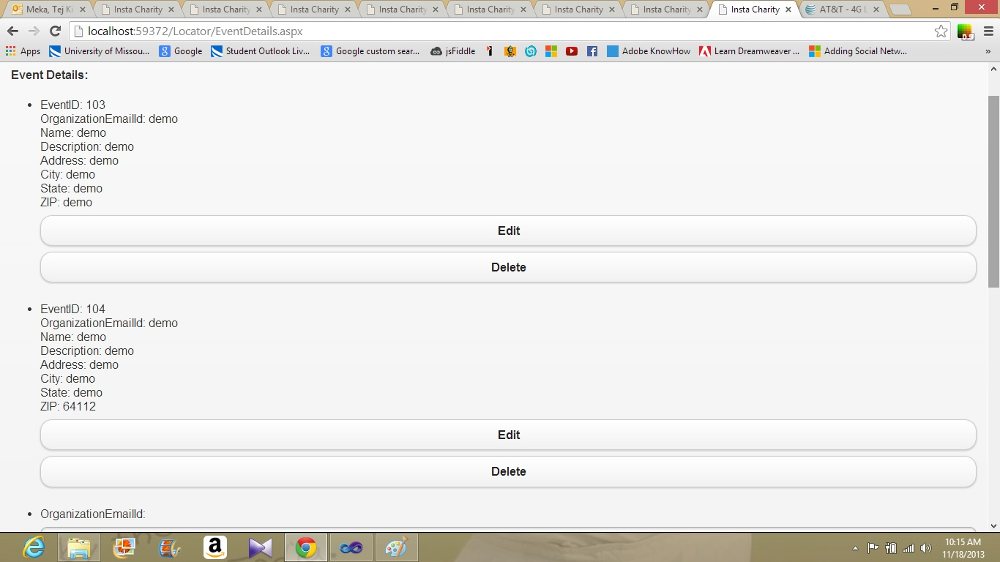 Meka, Tej Ki
Insta Charity
Insta Charity
Insta Charity
Insta Charity
Insta Charity
Insta Charity
Insta Charity
Insta Charity
AT&T - 4G L
localhost:59372/Locator/EventDetails.aspx
0.9
Apps
University of Missou...
Google
Student Outlook Liv...
Google custom sear...
jsFiddle
Adobe KnowHow
Learn Dreamweaver ...
Adding Social Netw...
»
Event Details:
• EventID: 103
OrganizationEmailId: demo
Name: demo
Description: demo
Address: demo
City: demo
State: demo
ZIP: demo
Edit
Delete
• EventID: 104
OrganizationEmailId: demo
Name: demo
Description: demo
Address: demo
City: demo
State: demo
ZIP: 64112
Edit
Delete
• OrganizationEmailId:
10:15 AM
11/18/2013